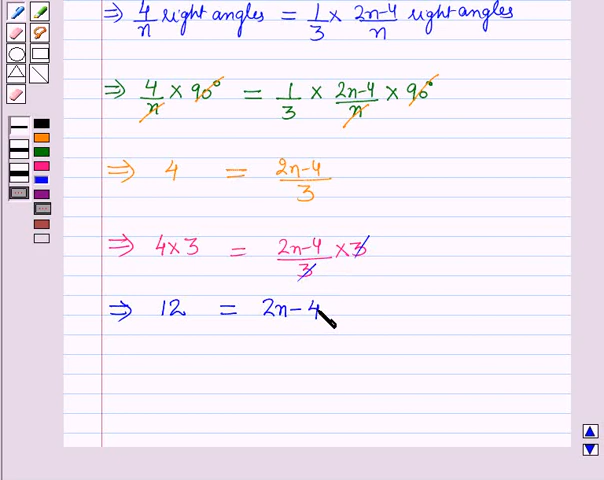 ⇒ 4/n right angles = 1/3 × 2n-4/n right angles
⇒ 4/n × 90° = 1/3 × 2n-4/n × 90°
⇒ 4 = 2n-4/3
⇒ 4×3 = 2n-4/3 ×3
⇒ 12 = 2n-4